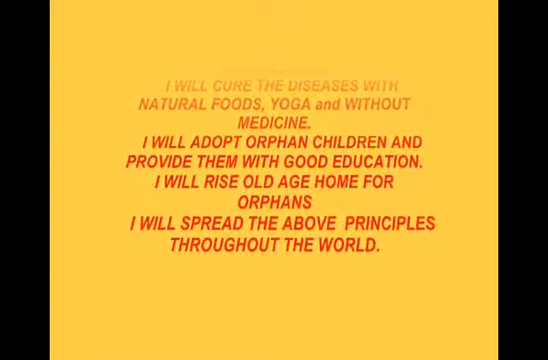 I WILL CURE THE DISEASES WITH
NATURAL FOODS, YOGA and WITHOUT
MEDICINE.
I WILL ADOPT ORPHAN CHILDREN AND
PROVIDE THEM WITH GOOD EDUCATION.
I WILL RISE OLD AGE HOME FOR
ORPHANS
I WILL SPREAD THE ABOVE PRINCIPLES
THROUGHOUT THE WORLD.